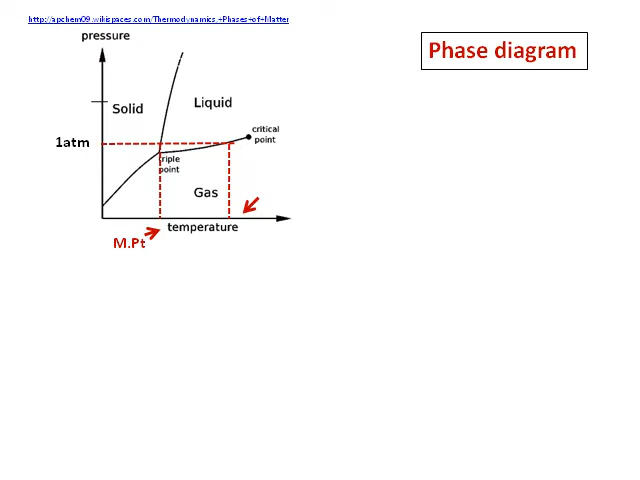 http://apchem09.wikispaces.com/Thermodynamics,+Phases+of+Matter
pressure
Phase diagram
Solid
Liquid
critical
point
1atm
triple
point
Gas
temperature
M.Pt